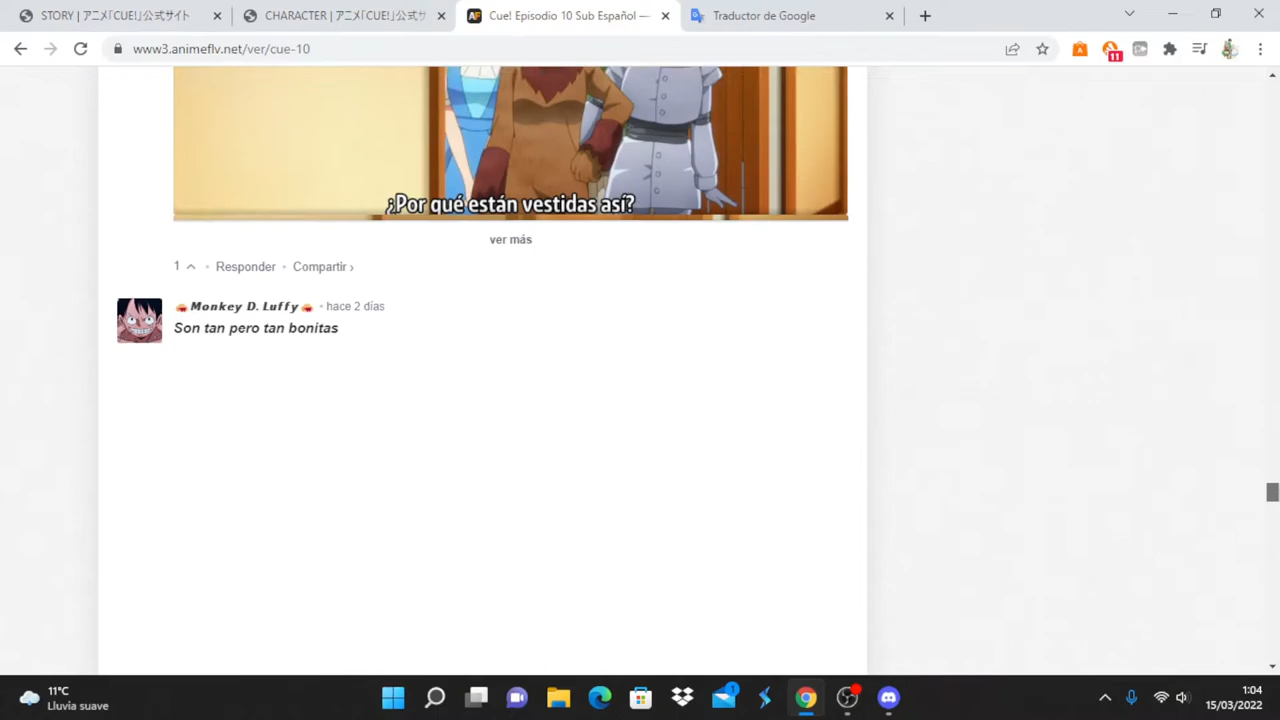 STORY | アニメ「CUE!」公式サイト
CHARACTER | アニメ「CUE!」公式サ
Cue! Episodio 10 Sub Español —
Traductor de Google
www3.animeflv.net/ver/cue-10
11
¿Por qué están vestidas así?
ver más
1 • Responder • Compartir ›
Monkey D. Luffy • hace 2 días
Son tan pero tan bonitas
11°C
Lluvia suave
1
1:04
15/03/2022